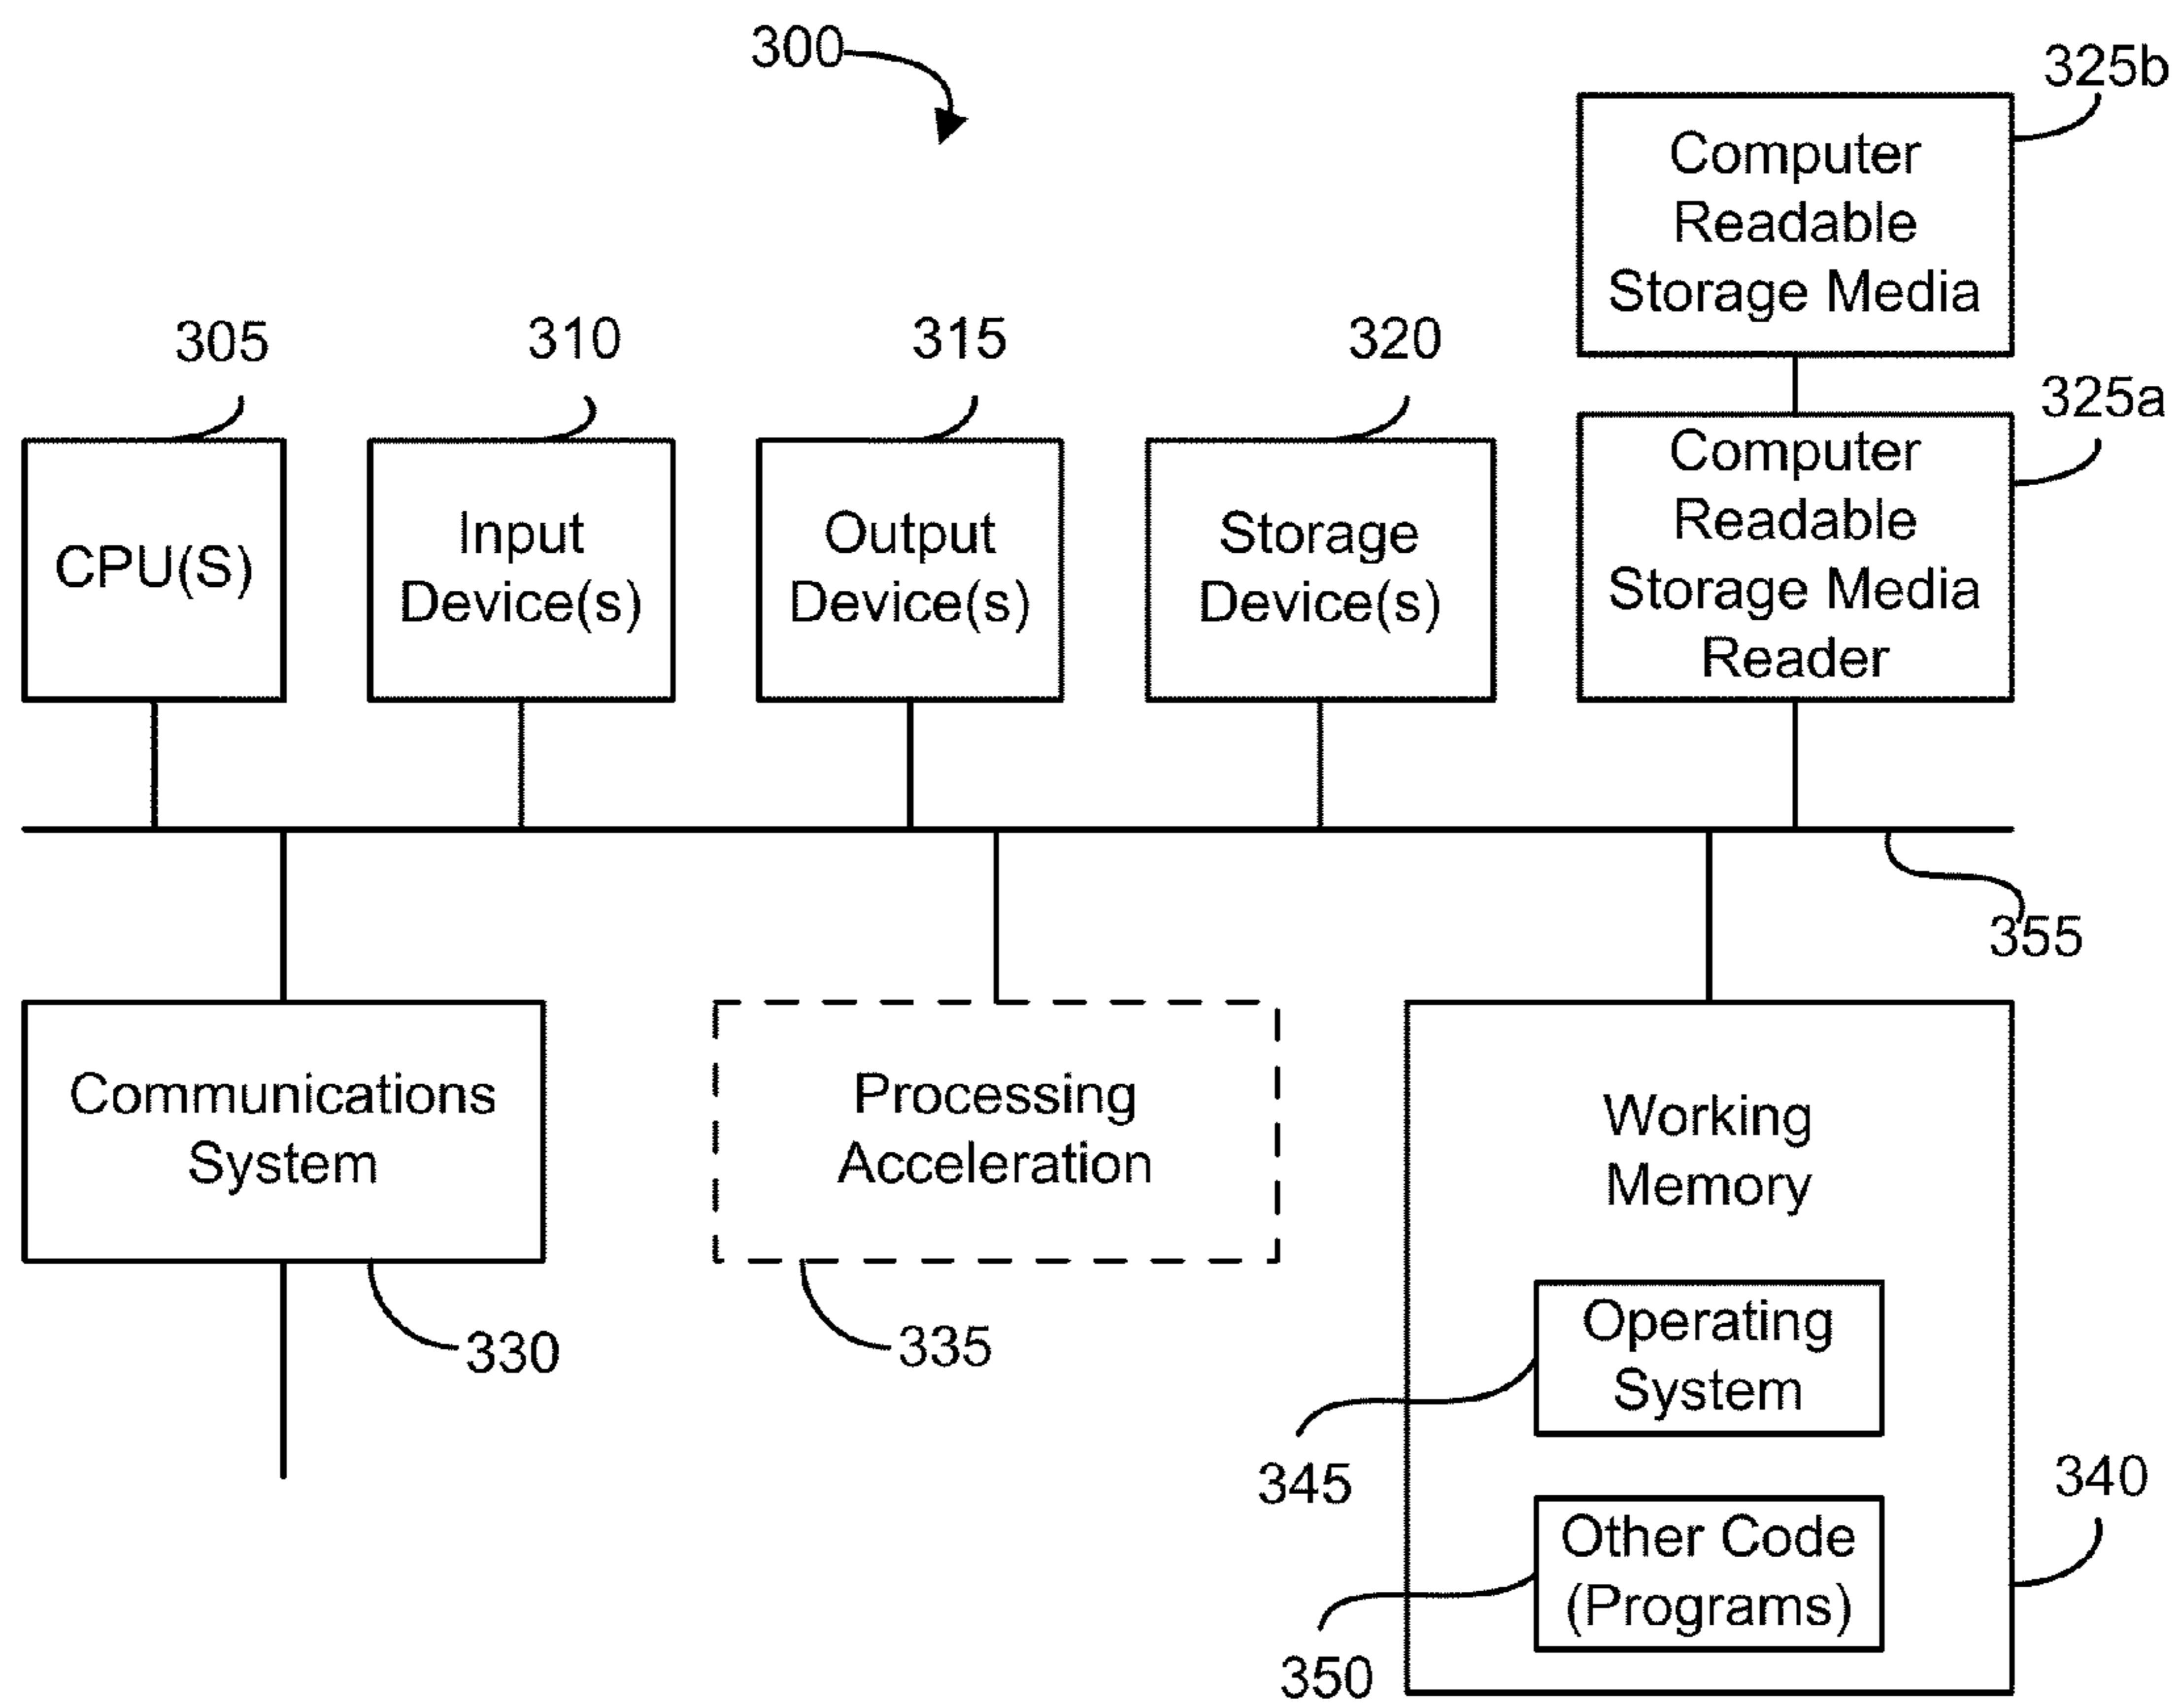 300
325b
Computer
Readable
Storage Media
305
310
315
320
325a
CPU(S)
Input
Device(s)
Output
Device(s)
Storage
Device(s)
Computer
Readable
Storage Media
Reader
355
Communications
System
330
Processing
Acceleration
335
Working
Memory
Operating
System
345
340
Other Code
(Programs)
350